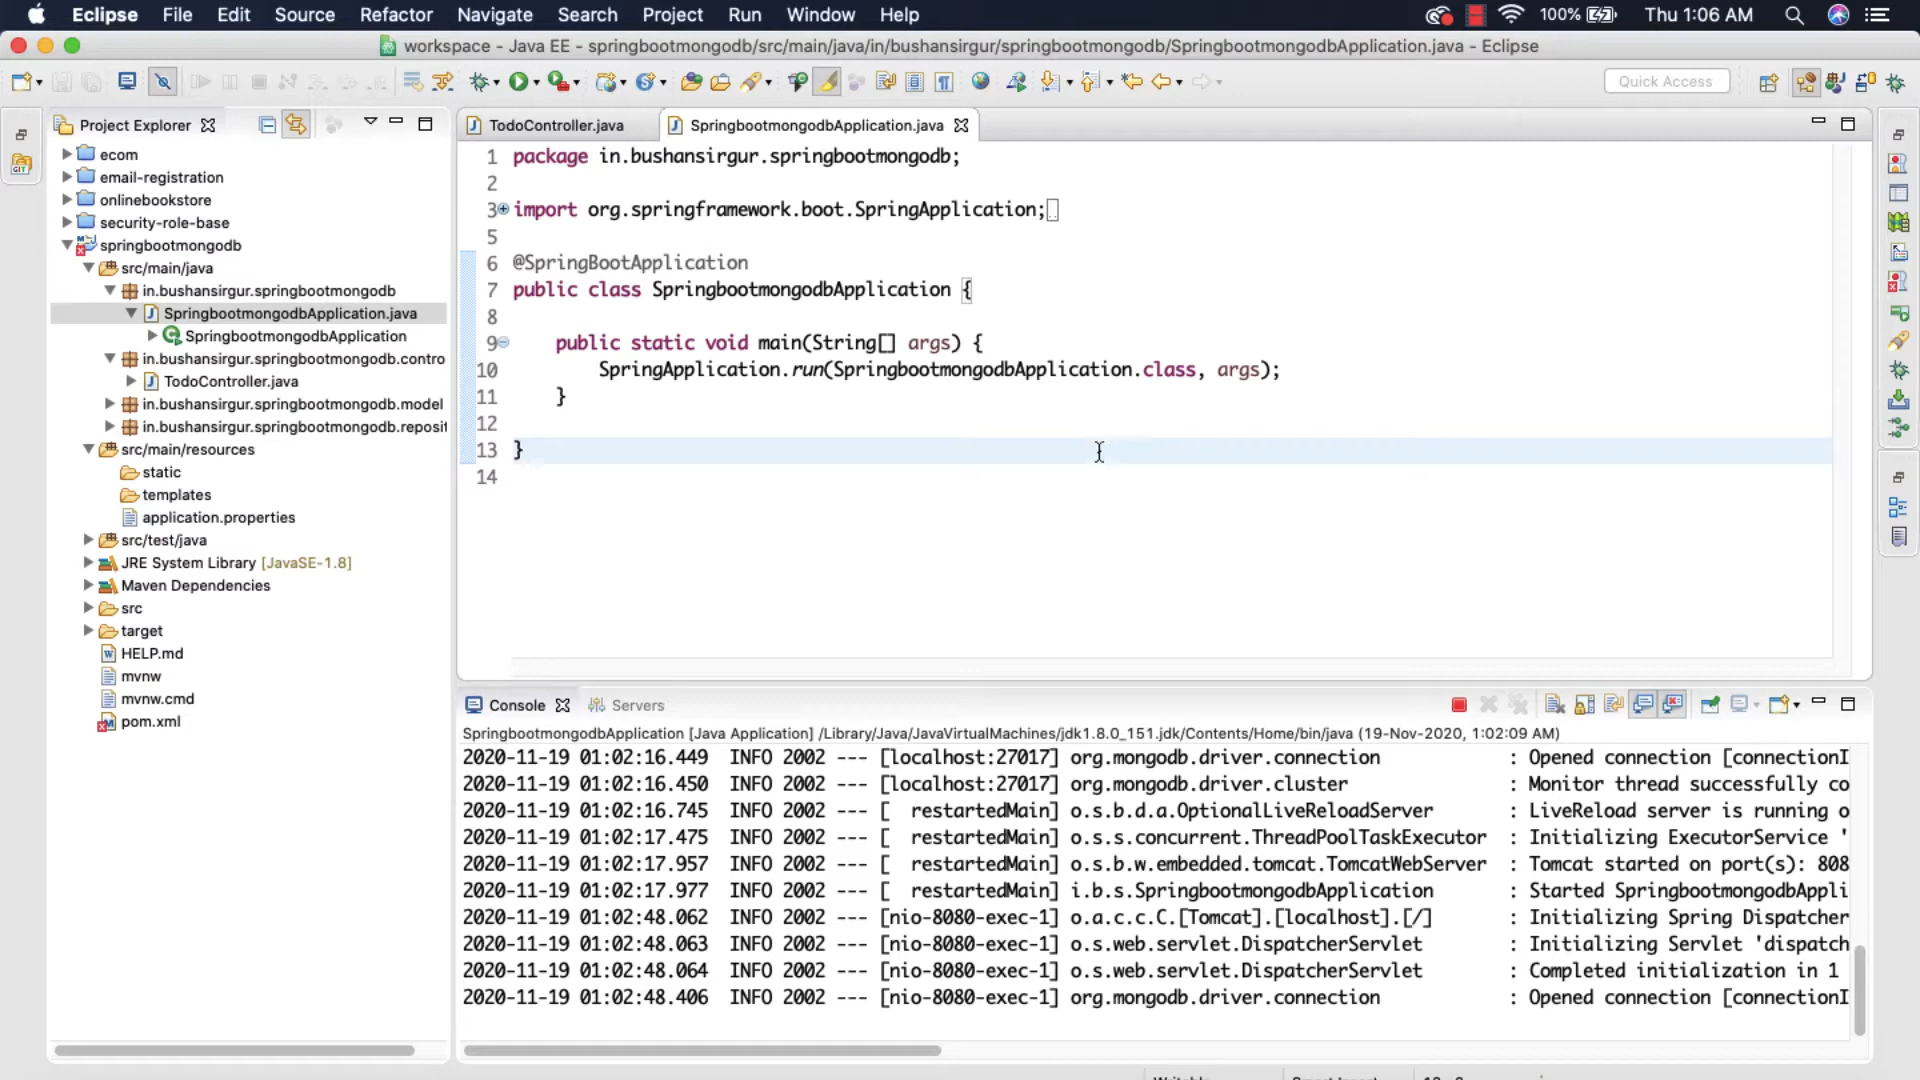 Eclipse File Edit Source Refactor Navigate Search Project Run Window Help 100% Thu 1:06 AM
workspace - Java EE - springbootmongodb/src/main/java/in/bushansirgur/springbootmongodb/SpringbootmongodbApplication.java - Eclipse
Quick Access
Project Explorer
ecom
email-registration
onlinebookstore
security-role-base
springbootmongodb
src/main/java
in.bushansirgur.springbootmongodb
SpringbootmongodbApplication.java
SpringbootmongodbApplication
in.bushansirgur.springbootmongodb.contro
TodoController.java
in.bushansirgur.springbootmongodb.model
in.bushansirgur.springbootmongodb.reposit
src/main/resources
static
templates
application.properties
src/test/java
JRE System Library [JavaSE-1.8]
Maven Dependencies
src
target
HELP.md
mvnw
mvnw.cmd
pom.xml
TodoController.java SpringbootmongodbApplication.java
1 package in.bushansirgur.springbootmongodb;
2
3 import org.springframework.boot.SpringApplication;
5
6 @SpringBootApplication
7 public class SpringbootmongodbApplication {
8
9 public static void main(String[] args) {
10 SpringApplication.run(SpringbootmongodbApplication.class, args);
11 }
12
13 }
14
Console Servers
SpringbootmongodbApplication [Java Application] /Library/Java/JavaVirtualMachines/jdk1.8.0_151.jdk/Contents/Home/bin/java (19-Nov-2020, 1:02:09 AM)
2020-11-19 01:02:16.449 INFO 2002 --- [localhost:27017] org.mongodb.driver.connection : Opened connection [connectionI
2020-11-19 01:02:16.450 INFO 2002 --- [localhost:27017] org.mongodb.driver.cluster : Monitor thread successfully co
2020-11-19 01:02:16.745 INFO 2002 --- [ restartedMain] o.s.b.d.a.OptionalLiveReloadServer : LiveReload server is running o
2020-11-19 01:02:17.475 INFO 2002 --- [ restartedMain] o.s.s.concurrent.ThreadPoolTaskExecutor : Initializing ExecutorService '
2020-11-19 01:02:17.957 INFO 2002 --- [ restartedMain] o.s.b.w.embedded.tomcat.TomcatWebServer : Tomcat started on port(s): 808
2020-11-19 01:02:17.977 INFO 2002 --- [ restartedMain] i.b.s.SpringbootmongodbApplication : Started SpringbootmongodbAppli
2020-11-19 01:02:48.062 INFO 2002 --- [nio-8080-exec-1] o.a.c.c.C.[Tomcat].[localhost].[/] : Initializing Spring Dispatcher
2020-11-19 01:02:48.063 INFO 2002 --- [nio-8080-exec-1] o.s.web.servlet.DispatcherServlet : Initializing Servlet 'dispatch
2020-11-19 01:02:48.064 INFO 2002 --- [nio-8080-exec-1] o.s.web.servlet.DispatcherServlet : Completed initialization in 1
2020-11-19 01:02:48.406 INFO 2002 --- [nio-8080-exec-1] org.mongodb.driver.connection : Opened connection [connectionI